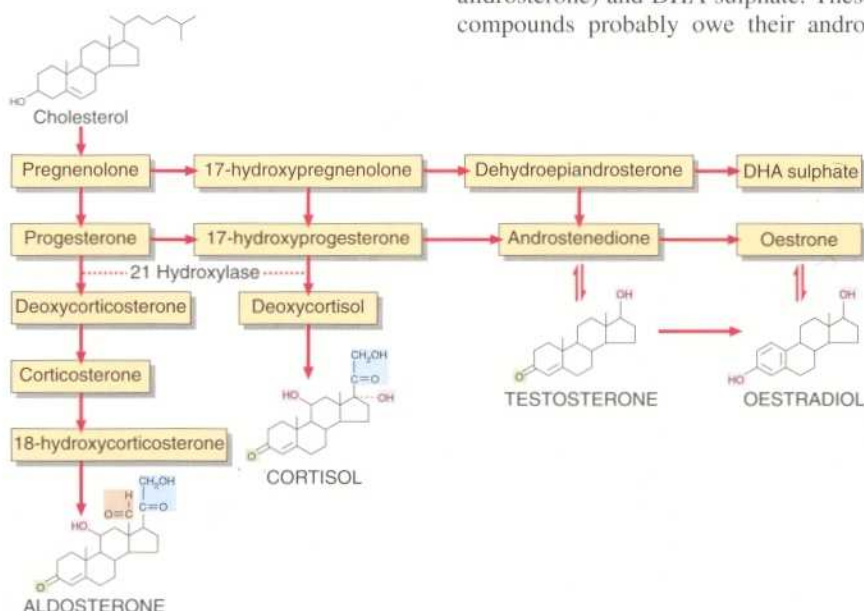 androsterone) and DHA sulphate. These
compounds probably owe their andro
HO
Cholesterol
Pregnenolone
17-hydroxypregnenolone
Dehydroepiandrosterone
DHA sulphate
Progesterone
17-hydroxyprogesterone
Androstenedione
Oestrone
21 Hydroxylase
Deoxycorticosterone
Deoxycortisol
OH
OH
Corticosterone
CH₂OH
C=O
HO
OH
O
O
HO
TESTOSTERONE
OESTRADIOL
18-hydroxycorticosterone
CORTISOL
CH₂OH
H
O=C
C=O
HO
O
ALDOSTERONE